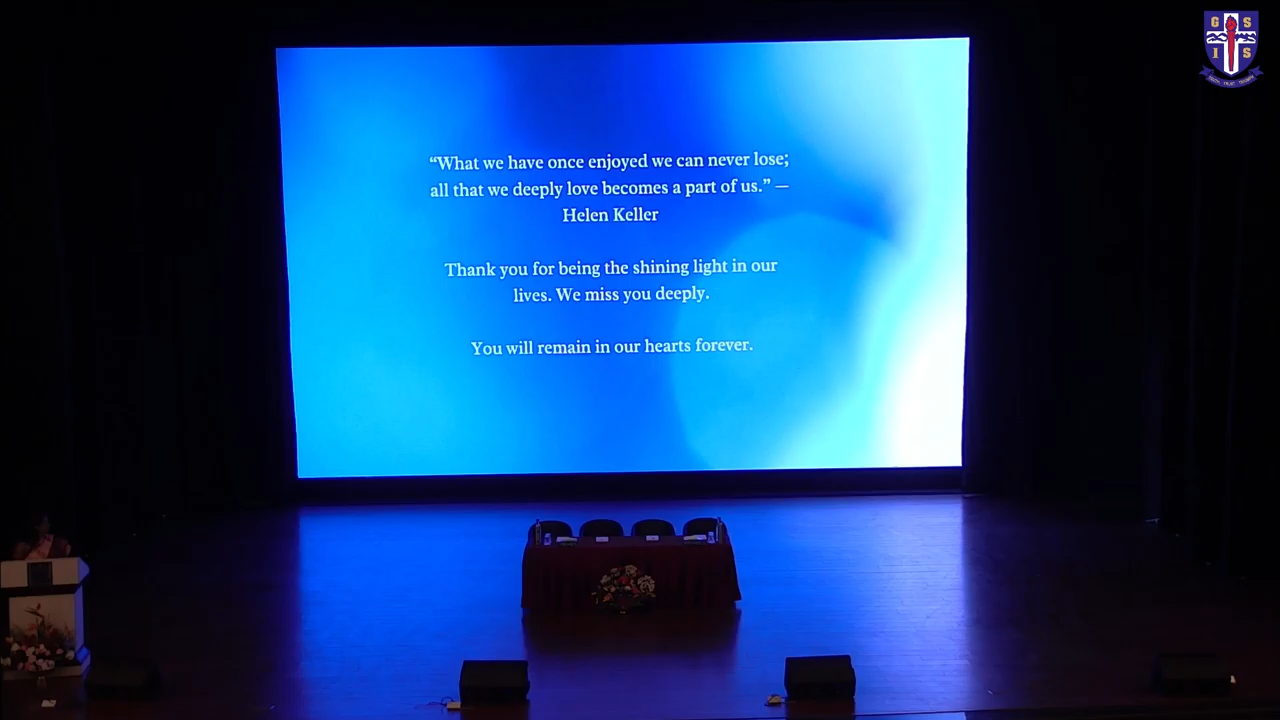 “What we have once enjoyed we can never lose;
all that we deeply love becomes a part of us.” —
Helen Keller
Thank you for being the shining light in our
lives. We miss you deeply.
You will remain in our hearts forever.
G S
I S